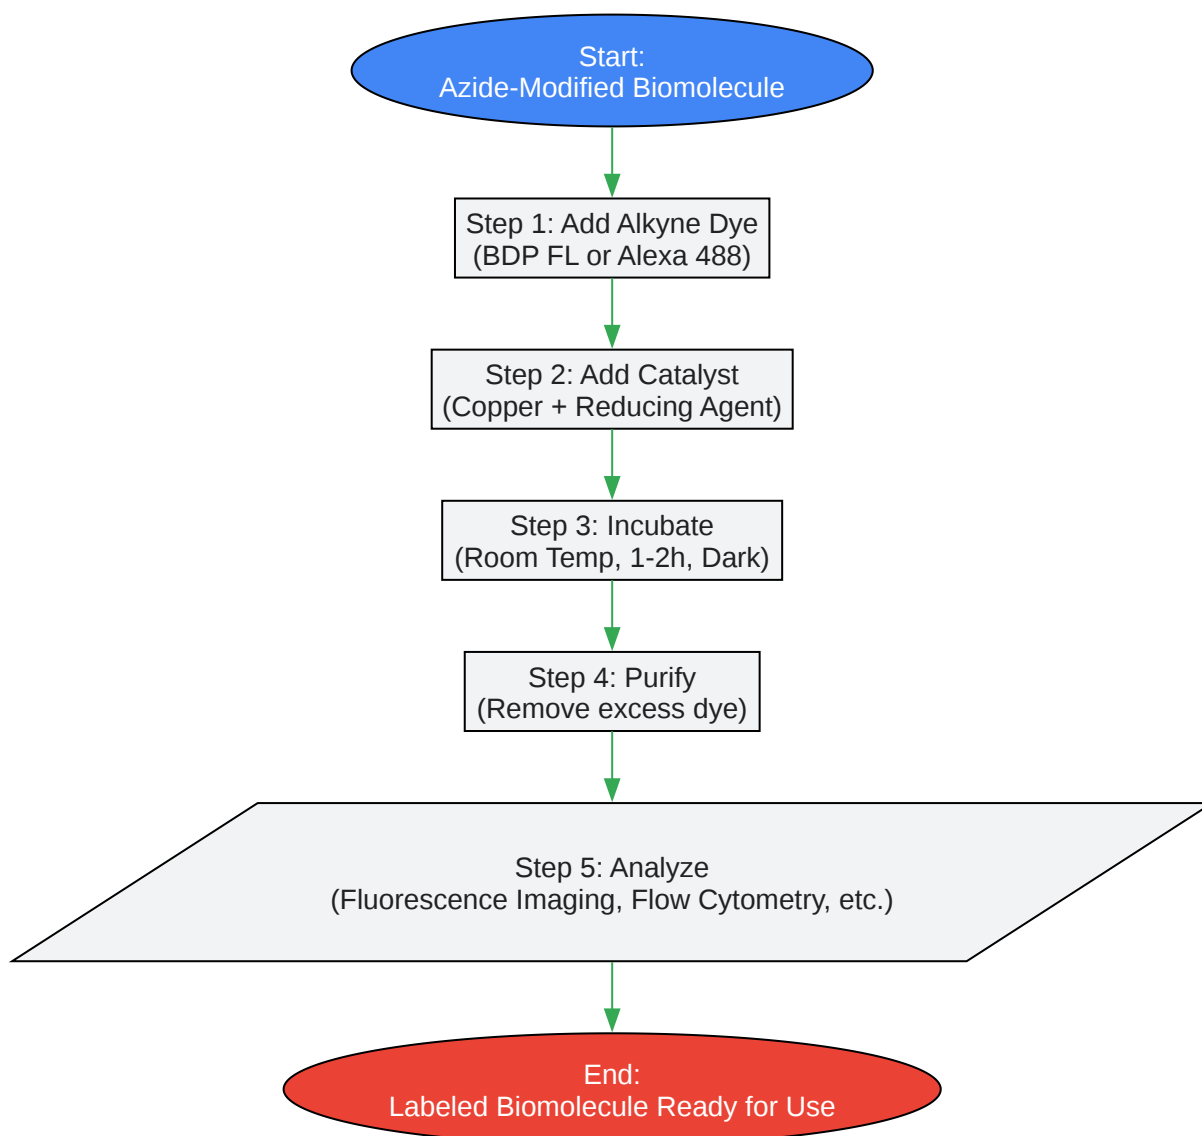 Start:
Azide-Modified Biomolecule
Step 1: Add Alkyne Dye
(BDP FL or Alexa 488)
Step 2: Add Catalyst
(Copper + Reducing Agent)
Step 3: Incubate
(Room Temp, 1-2h, Dark)
Step 4: Purify
(Remove excess dye)
Step 5: Analyze
(Fluorescence Imaging, Flow Cytometry, etc.)
End:
Labeled Biomolecule Ready for Use